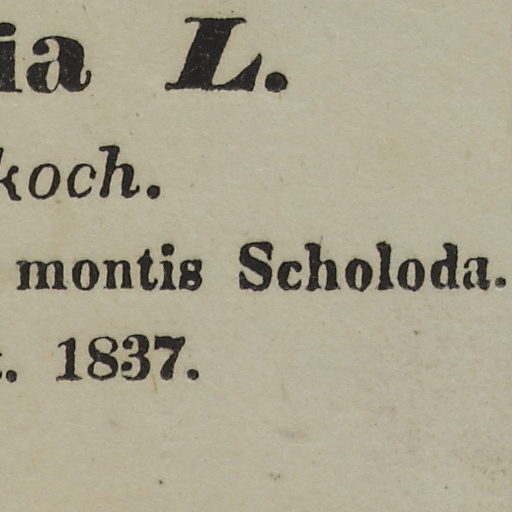 ia L.
koch.
montis Scholoda.
. 1837.